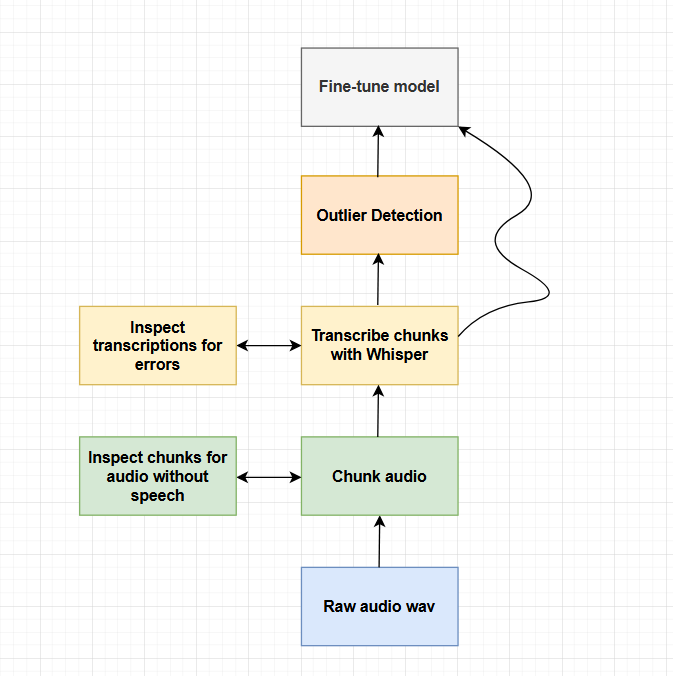 Fine-tune model
Outlier Detection
Inspect
transcriptions for
errors
Transcribe chunks
with Whisper
Inspect chunks for
audio without
speech
Chunk audio
Raw audio wav